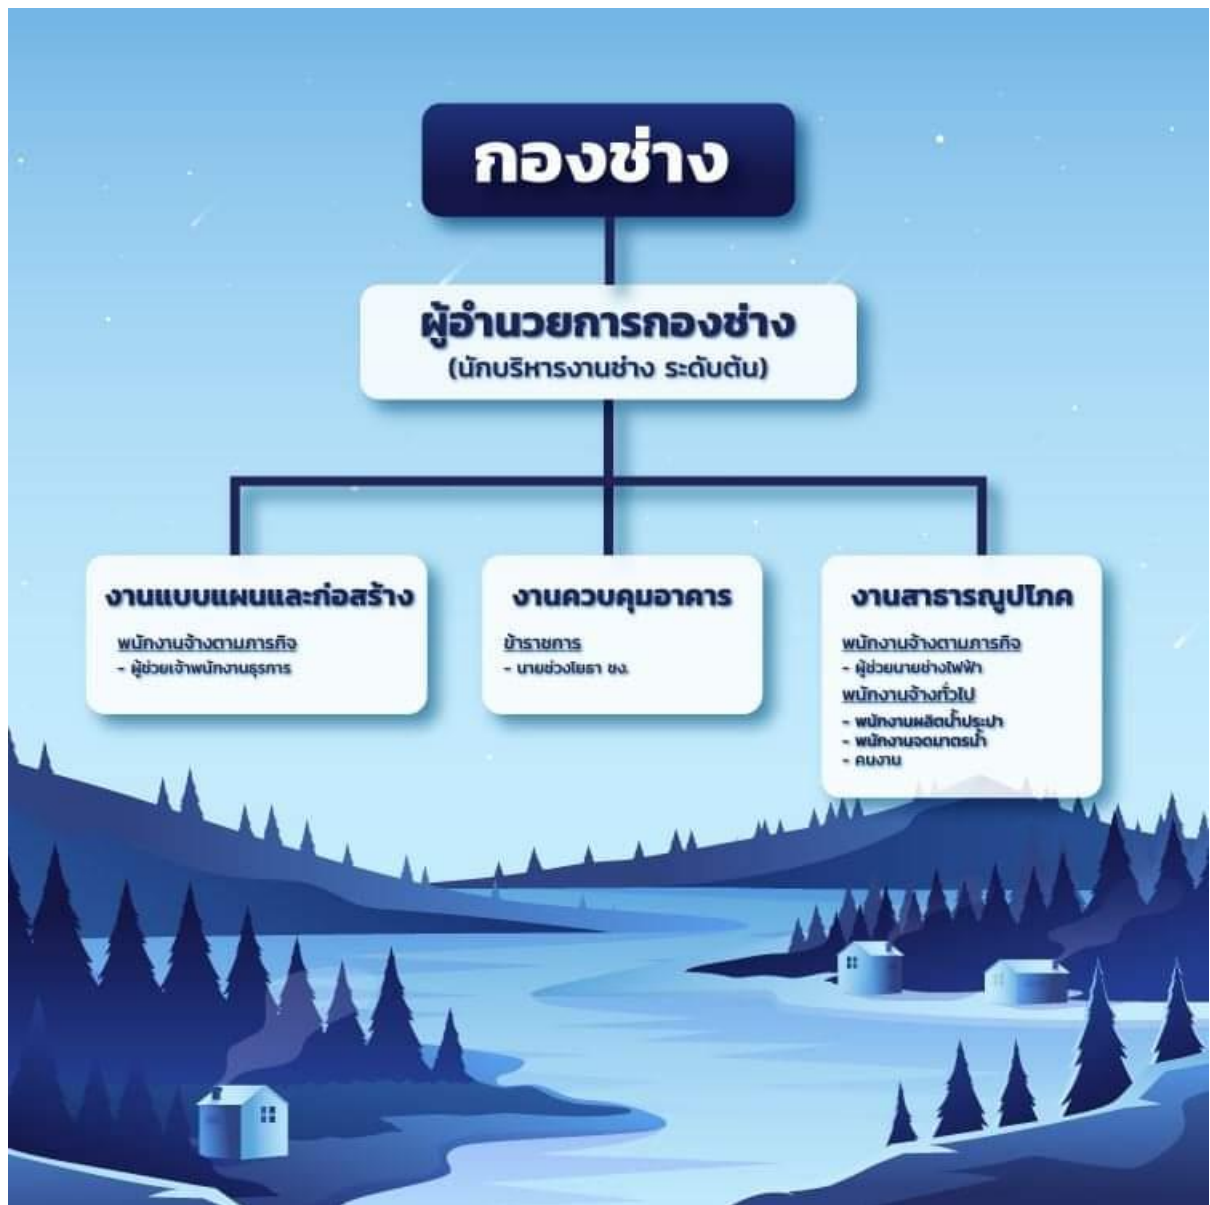 กองช่าง
ผู้อำนวยการกองช่าง
(นักบริหารงานช่าง ระดับต้น)
งานแบบแผนและก่อสร้าง
พนักงานจ้างตามภารกิจ
- ผู้ช่วยเจ้าพนักงานธุรการ
งานควบคุมอาคาร
ข้าราชการ
- นายช่วงโยธา ชง.
งานสาธารณูปโภค
พนักงานจ้างตามภารกิจ
- ผู้ช่วยนายช่างไฟฟ้า
พนักงานจ้างทั่วไป
- พนักงานผลิตน้ำประปา
- พนักงานจดมาตรน้ำ
- คนงาน